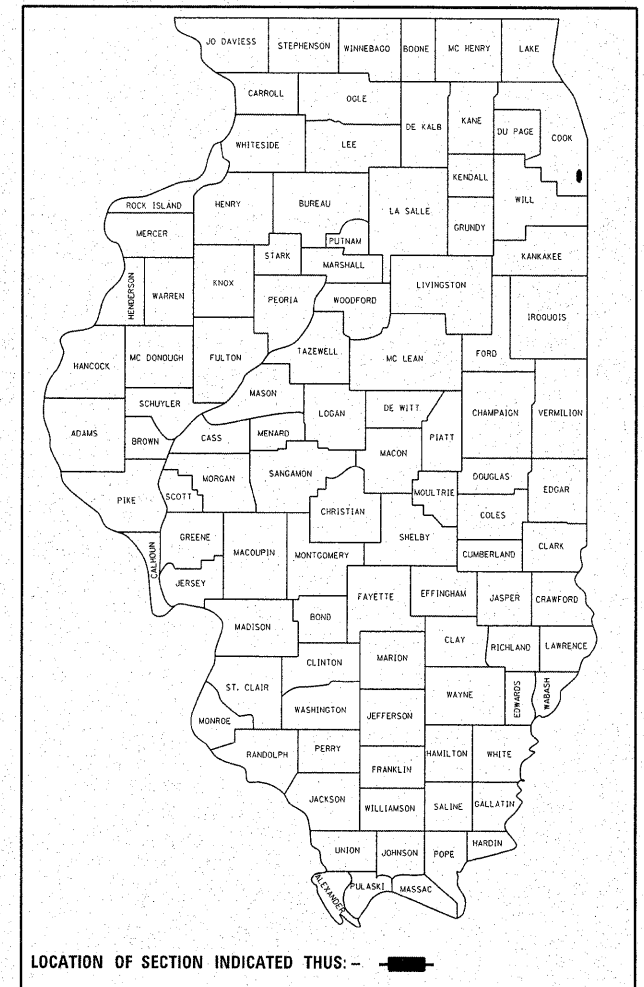 JO DAVIESS STEPHENSON WINNEBAGO BOONE MC HENRY LAKE
CARROLL OGLE DE KALB KANE DU PAGE COOK
WHITESIDE LEE
KENDALL WILL
ROCK ISLAND HENRY BUREAU LA SALLE GRUNDY
MERCER PUTNAM
STARK MARSHALL KANKAKEE
HENDERSON WARREN KNOX PEORIA WOODFORD LIVINGSTON IROQUOIS
HANCOCK MC DONOUGH FULTON TAZEWELL MC LEAN FORD
MASON
SCHUYLER LOGAN DE WITT CHAMPAIGN VERMILION
ADAMS BROWN CASS MENARD MACON PIATT
SANGAMON
PIKE SCOTT MORGAN MOULTRIE DOUGLAS EDGAR
CHRISTIAN COLES
GREENE MACOUPIN MONTGOMERY SHELBY
CALHOUN JERSEY CUMBERLAND CLARK
FAYETTE EFFINGHAM JASPER CRAWFORD
MADISON BOND
CLAY RICHLAND LAWRENCE
CLINTON MARION
ST. CLAIR WAYNE EDWARDS WABASH
MONROE WASHINGTON JEFFERSON
RANDOLPH PERRY HAMILTON WHITE
FRANKLIN
JACKSON WILLIAMSON SALINE GALLATIN
UNION JOHNSON POPE HARDIN
ALEXANDER PULASKI MASSAC
LOCATION OF SECTION INDICATED THUS: -